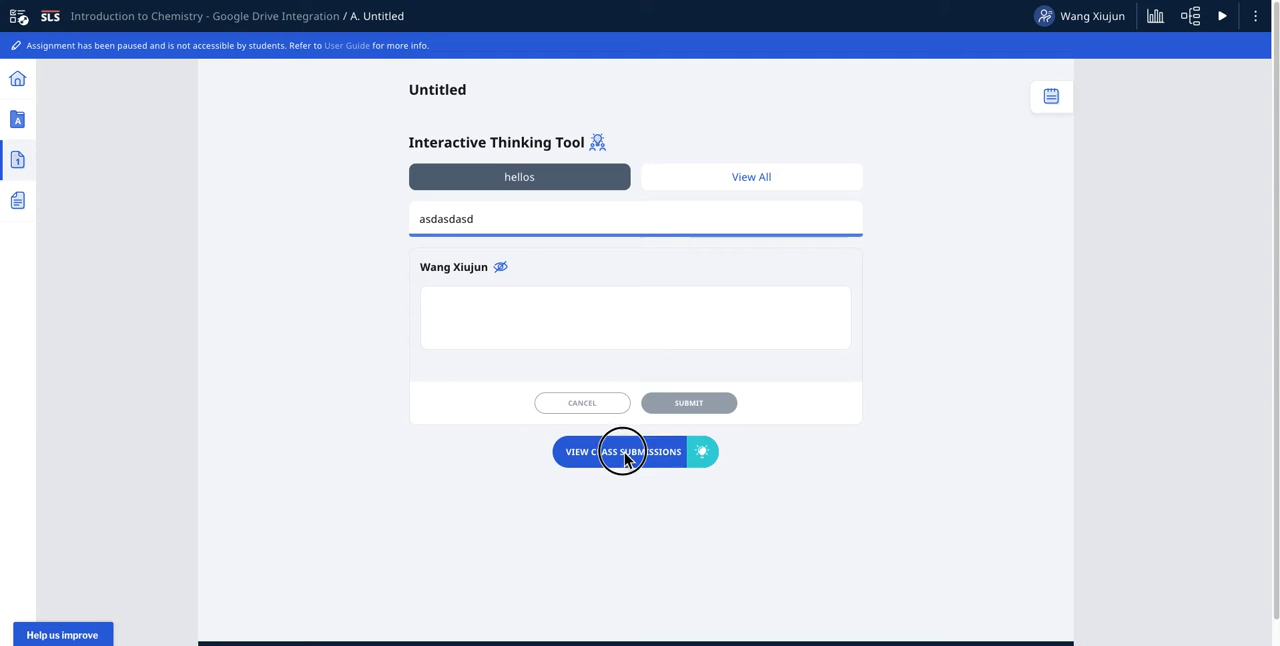 SLS Introduction to Chemistry - Google Drive Integration / A. Untitled Wang Xiujun
Assignment has been paused and is not accessible by students. Refer to User Guide for more info.
Untitled
A
Interactive Thinking Tool
1
hellos View All
asdasdasd
Wang Xiujun
CANCEL SUBMIT
VIEW CLASS SUBMISSIONS
Help us improve